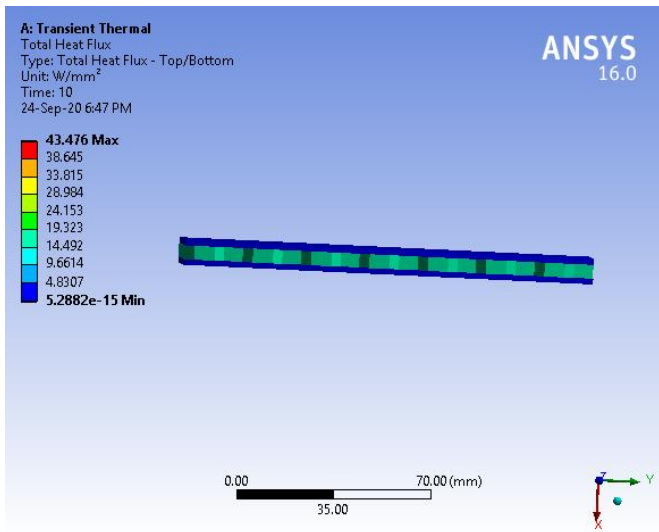 A: Transient Thermal
Total Heat Flux
Type: Total Heat Flux - Top/Bottom
Unit: W/mm²
Time: 10
24-Sep-20 6:47 PM
ANSYS
16.0
43.476 Max
38.645
33.815
28.984
24.153
19.323
14.492
9.6614
4.8307
5.2882e-15 Min
0.00
70.00 (mm)
35.00
Z
Y
X